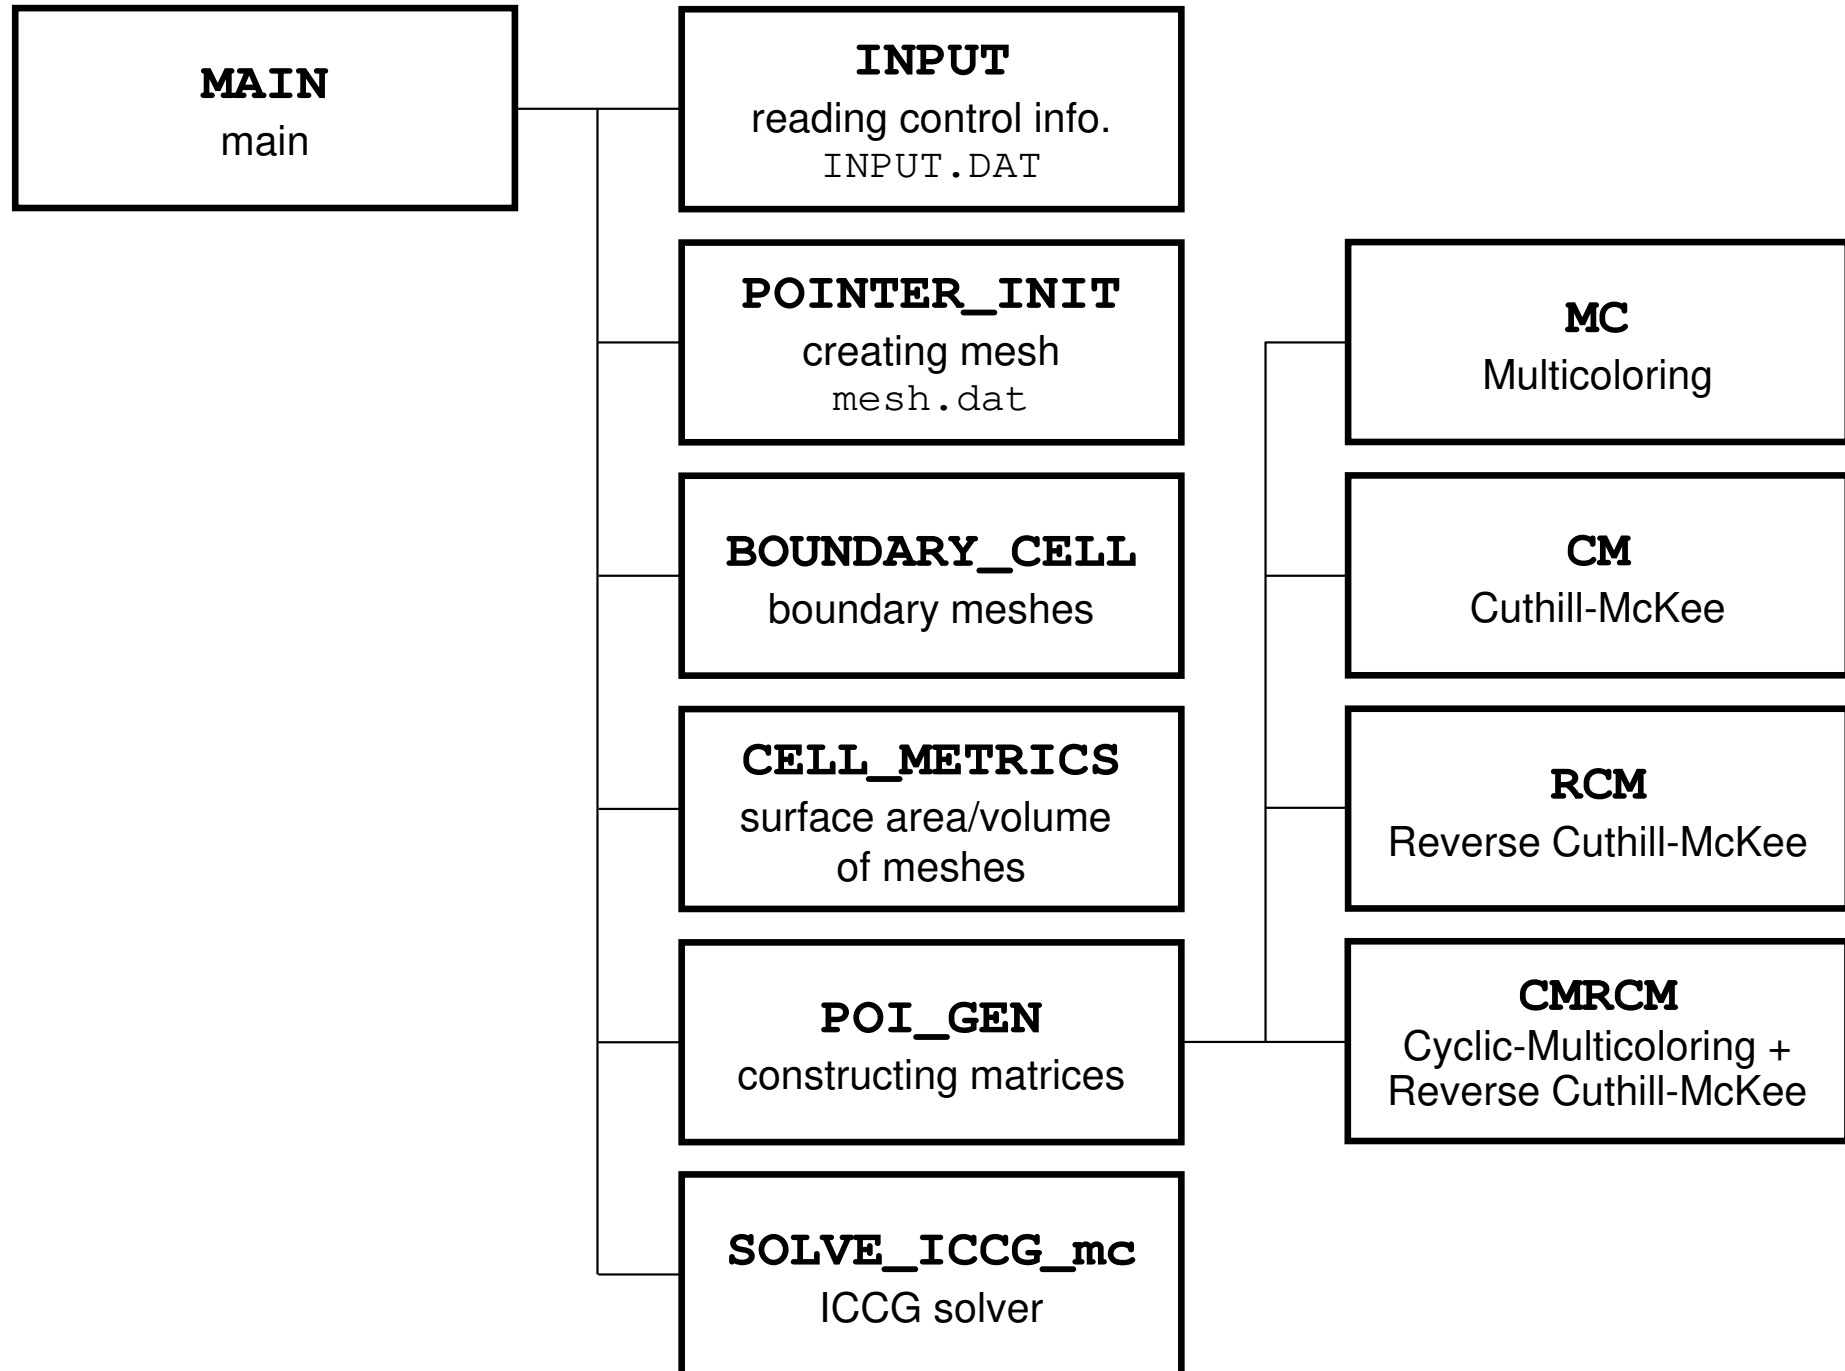 MAIN
main
INPUT
reading control info.
INPUT.DAT
POINTER_INIT
creating mesh
mesh.dat
BOUNDARY_CELL
boundary meshes
CELL_METRICS
surface area/volume
of meshes
POI_GEN
constructing matrices
SOLVE_ICCG_mc
ICCG solver
MC
Multicoloring
CM
Cuthill-McKee
RCM
Reverse Cuthill-McKee
CMRCM
Cyclic-Multicoloring +
Reverse Cuthill-McKee